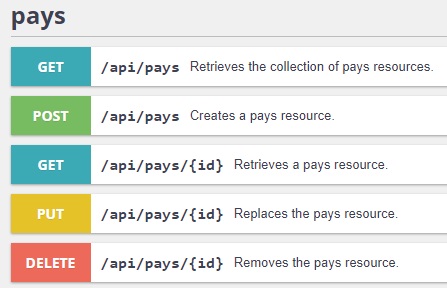 pays
GET /api/pays Retrieves the collection of pays resources.
POST /api/pays Creates a pays resource.
GET /api/pays/{id} Retrieves a pays resource.
PUT /api/pays/{id} Replaces the pays resource.
DELETE /api/pays/{id} Removes the pays resource.